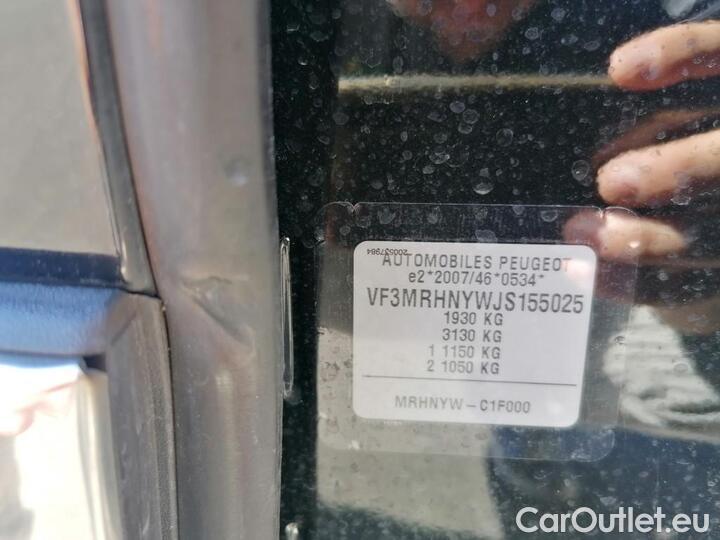 200537984
AUTOMOBILES PEUGEOT
e2*2007/46*0534*
VF3MRHNYWJS155025
1930 KG
3130 KG
1 1150 KG
2 1050 KG
MRHNYW-C1F000
CarOutlet.eu